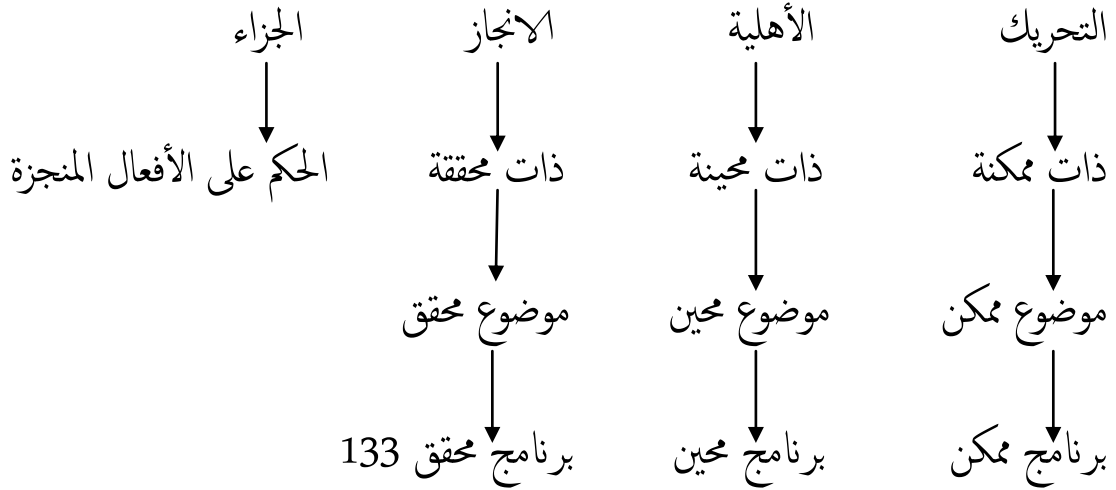 التحريك الأهلية الانجاز الجزاء
ذات ممكنة ذات محينة ذات محققة الحكم على الأفعال المنجزة
موضوع ممكن موضوع محين موضوع محقق
برنامج ممكن برنامج محين برنامج محقق 133